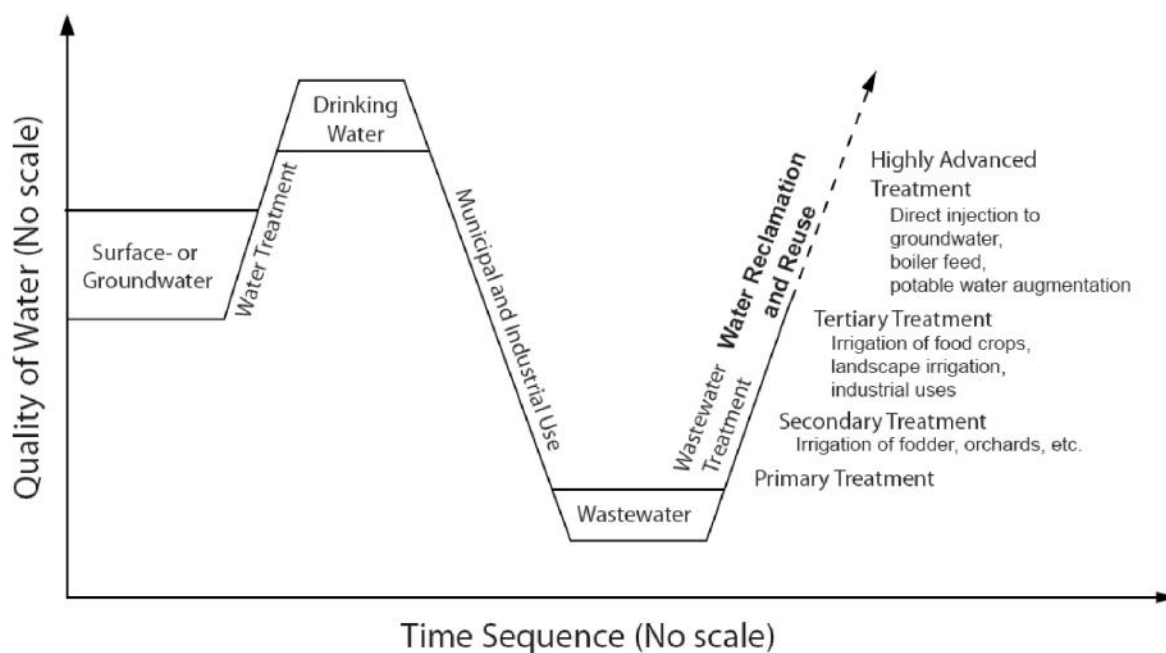 Quality of Water (No scale)
Surface- or
Groundwater
Water Treatment
Drinking
Water
Municipal and Industrial Use
Wastewater
Wastewater
Treatment
Water Reclamation
and Reuse
Highly Advanced
Treatment
Direct injection to
groundwater,
boiler feed,
potable water augmentation
Tertiary Treatment
Irrigation of food crops,
landscape irrigation,
industrial uses
Secondary Treatment
Irrigation of fodder, orchards, etc.
Primary Treatment
Time Sequence (No scale)